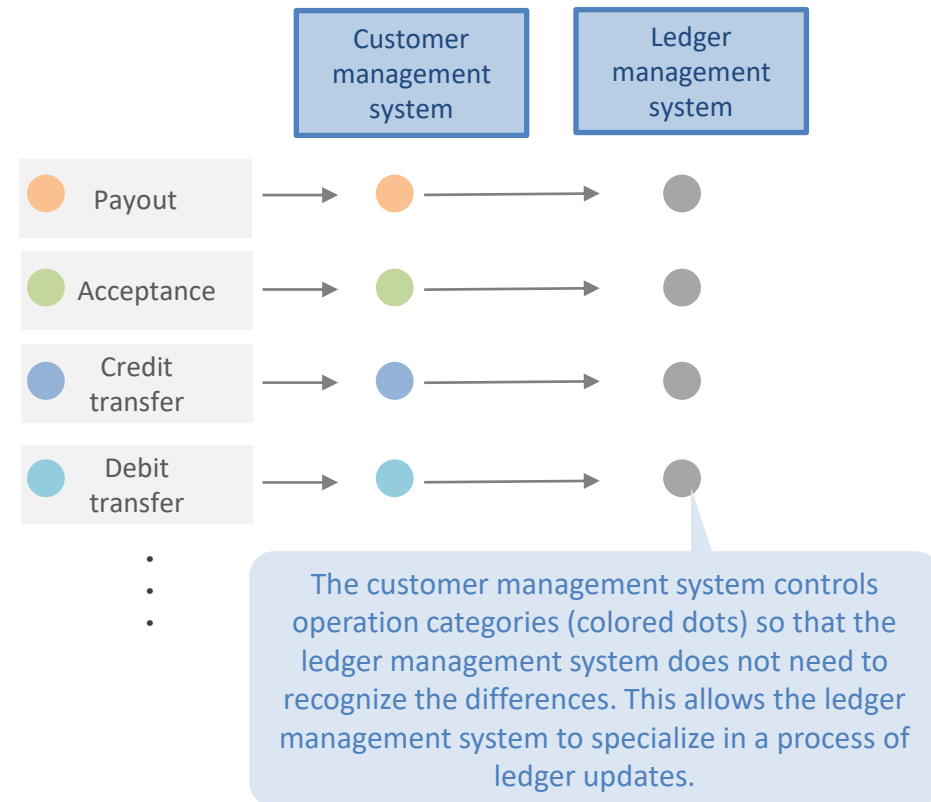 Customer
management
system
Ledger
management
system
Payout
Acceptance
Credit
transfer
Debit
transfer
The customer management system controls
operation categories (colored dots) so that the
ledger management system does not need to
recognize the differences. This allows the ledger
management system to specialize in a process of
ledger updates.